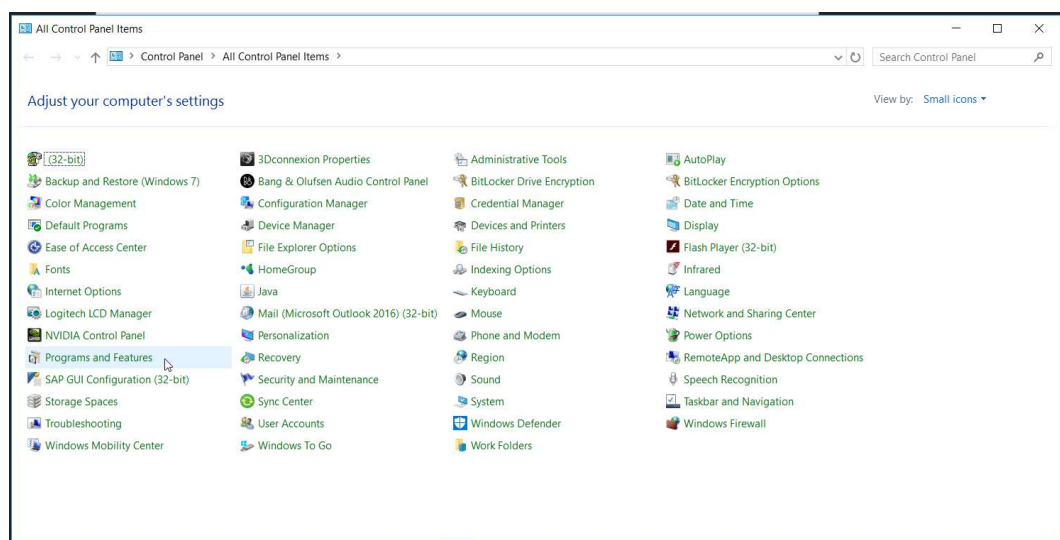 All Control Panel Items
Control Panel > All Control Panel Items >
Search Control Panel
Adjust your computer's settings
View by: Small icons
(32-bit) 3Dconnexion Properties Administrative Tools AutoPlay
Backup and Restore (Windows 7) Bang & Olufsen Audio Control Panel BitLocker Drive Encryption BitLocker Encryption Options
Color Management Configuration Manager Credential Manager Date and Time
Default Programs Device Manager Devices and Printers Display
Ease of Access Center File Explorer Options File History Flash Player (32-bit)
Fonts HomeGroup Indexing Options Infrared
Internet Options Java Keyboard Language
Logitech LCD Manager Mail (Microsoft Outlook 2016) (32-bit) Mouse Network and Sharing Center
NVIDIA Control Panel Personalization Phone and Modem Power Options
Programs and Features Recovery Region RemoteApp and Desktop Connections
SAP GUI Configuration (32-bit) Security and Maintenance Sound Speech Recognition
Storage Spaces Sync Center System Taskbar and Navigation
Troubleshooting User Accounts Windows Defender Windows Firewall
Windows Mobility Center Windows To Go Work Folders